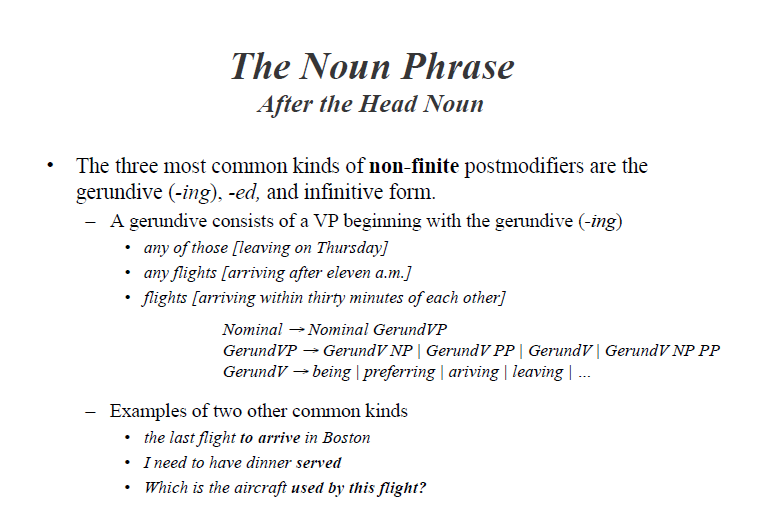 The Noun Phrase
After the Head Noun
• The three most common kinds of non-finite postmodifiers are the
gerundive (-ing), -ed, and infinitive form.
– A gerundive consists of a VP beginning with the gerundive (-ing)
• any of those [leaving on Thursday]
• any flights [arriving after eleven a.m.]
• flights [arriving within thirty minutes of each other]
Nominal → Nominal GerundVP
GerundVP → GerundV NP | GerundV PP | GerundV | GerundV NP PP
GerundV → being | preferring | ariving | leaving | …
– Examples of two other common kinds
• the last flight to arrive in Boston
• I need to have dinner served
• Which is the aircraft used by this flight?